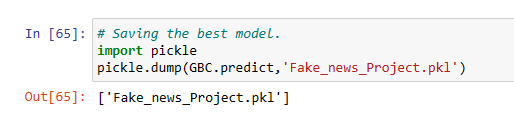 In [65]: # Saving the best model.
import pickle
pickle.dump(GBC.predict,'Fake_news_Project.pkl')
Out[65]: ['Fake_news_Project.pkl']